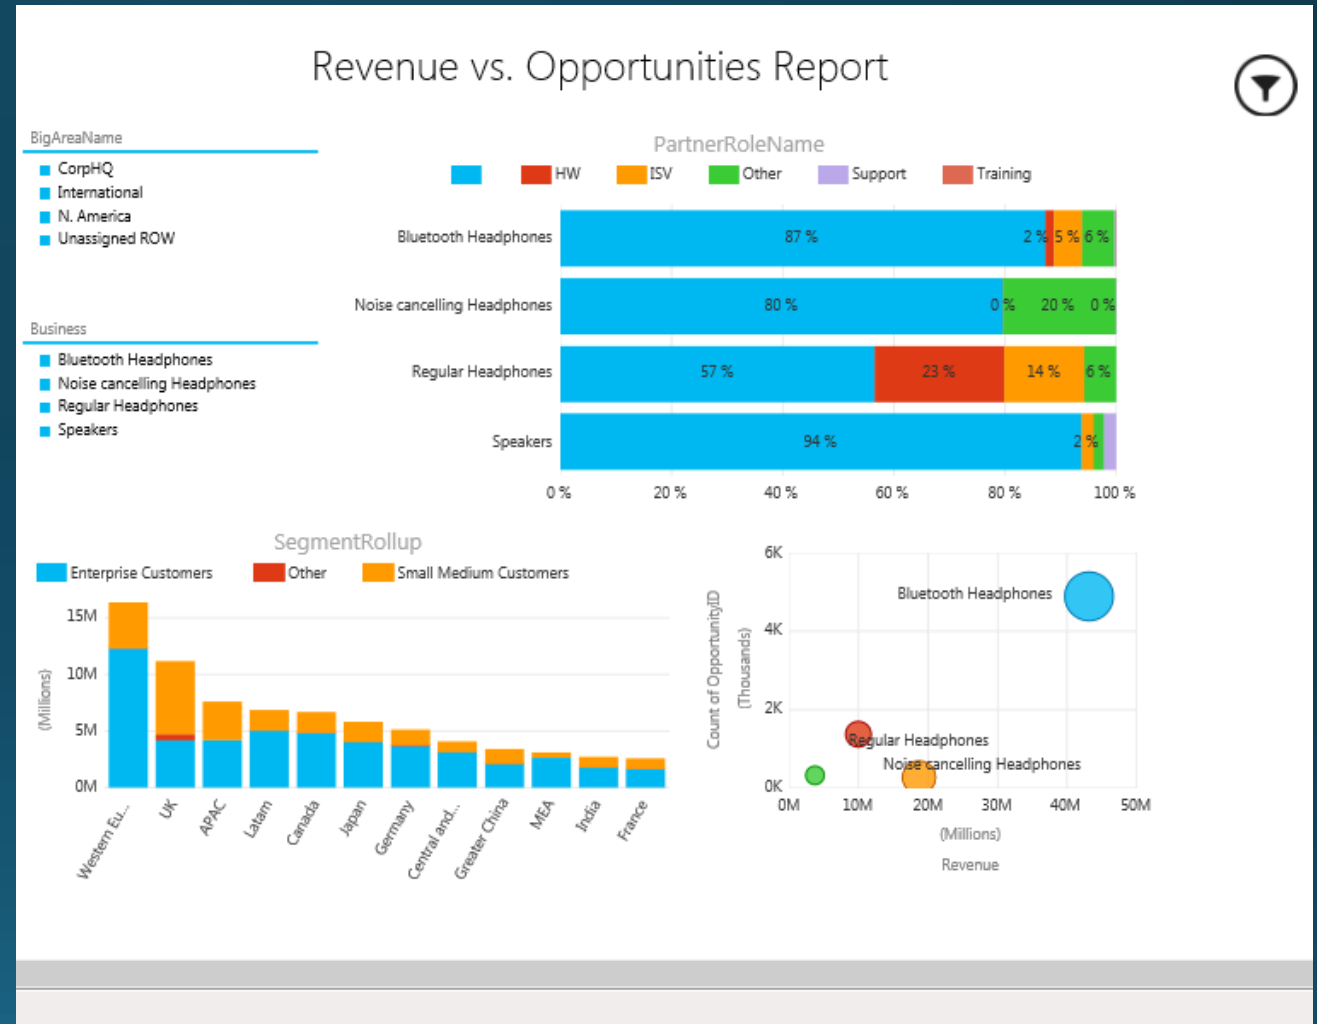 Revenue vs. Opportunities Report
BigAreaName
CorpHQ
International
N. America
Unassigned ROW
Business
Bluetooth Headphones
Noise cancelling Headphones
Regular Headphones
Speakers
PartnerRoleName
HW ISV Other Support Training
Bluetooth Headphones 87 % 2 % 5 % 6 %
Noise cancelling Headphones 80 % 0 % 20 % 0 %
Regular Headphones 57 % 23 % 14 % 6 %
Speakers 94 % 2 %
0 % 20 % 40 % 60 % 80 % 100 %
SegmentRollup
Enterprise Customers Other Small Medium Customers
(Millions)
15M
10M
5M
0M
Western Eu... UK APAC Latam Canada Japan Germany Central and... Greater China MEA India France
Count of OpportunityID
(Thousands)
6K
4K
2K
0K
Bluetooth Headphones
Regular Headphones
Noise cancelling Headphones
0M 10M 20M 30M 40M 50M
(Millions)
Revenue